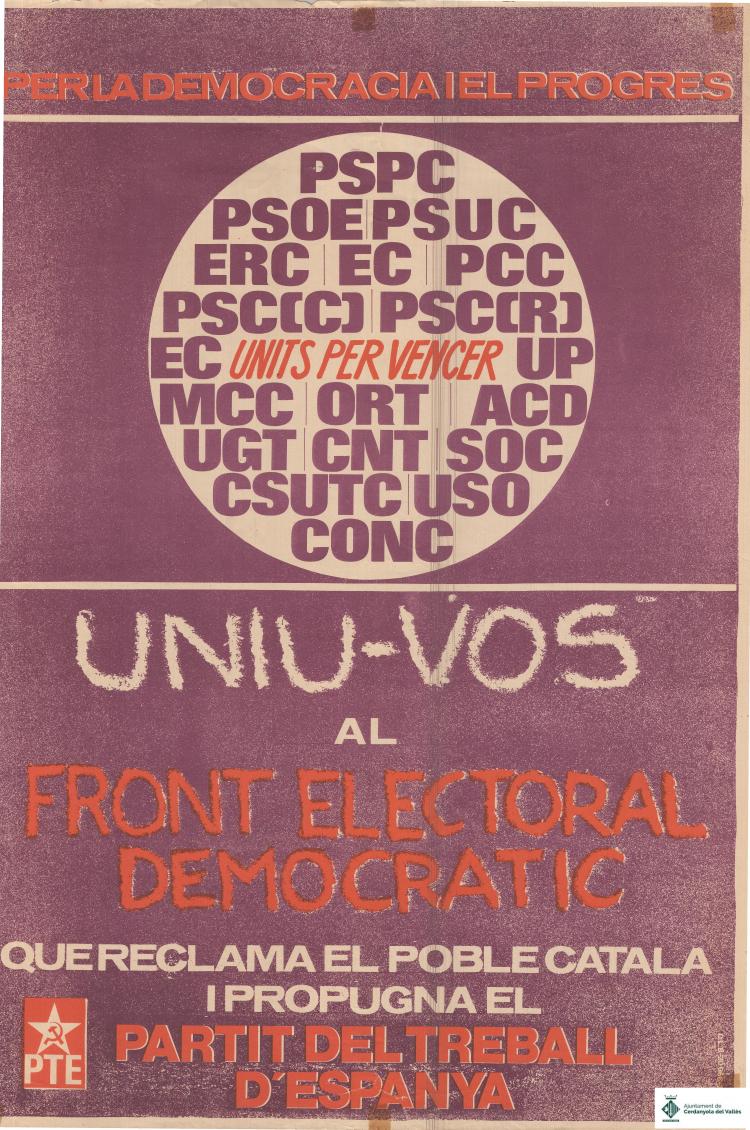 PER LA DEMOCRACIA I EL PROGRES
PSPC
PSOE PSUC
ERC EC PCC
PSC(C) PSC(R)
EC UNITS PER VENCER UP
MCC ORT ACD
UGT CNT SOC
CSUTC USO
CONC
UNIU-VOS
AL
FRONT ELECTORAL
DEMOCRATIC
QUE RECLAMA EL POBLE CATALA
I PROPUGNA EL
PARTIT DEL TREBALL
D'ESPANYA
PTE
Ajuntament de
Cerdanyola del Vallès